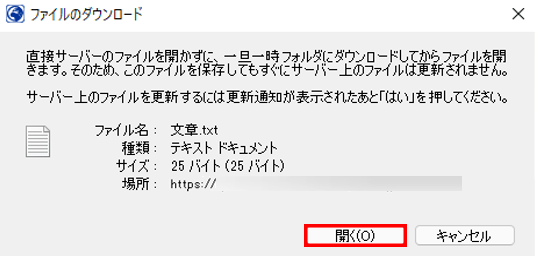 ファイルのダウンロード
直接サーバーのファイルを開かずに、一旦一時フォルダにダウンロードしてからファイルを開
きます。そのため、このファイルを保存してもすぐにサーバー上のファイルは更新されません。
サーバー上のファイルを更新するには更新通知が表示されたあと「はい」を押してください。
ファイル名： 文章.txt
種類： テキスト ドキュメント
サイズ： 25 バイト (25 バイト)
場所： https://
開く(O) キャンセル